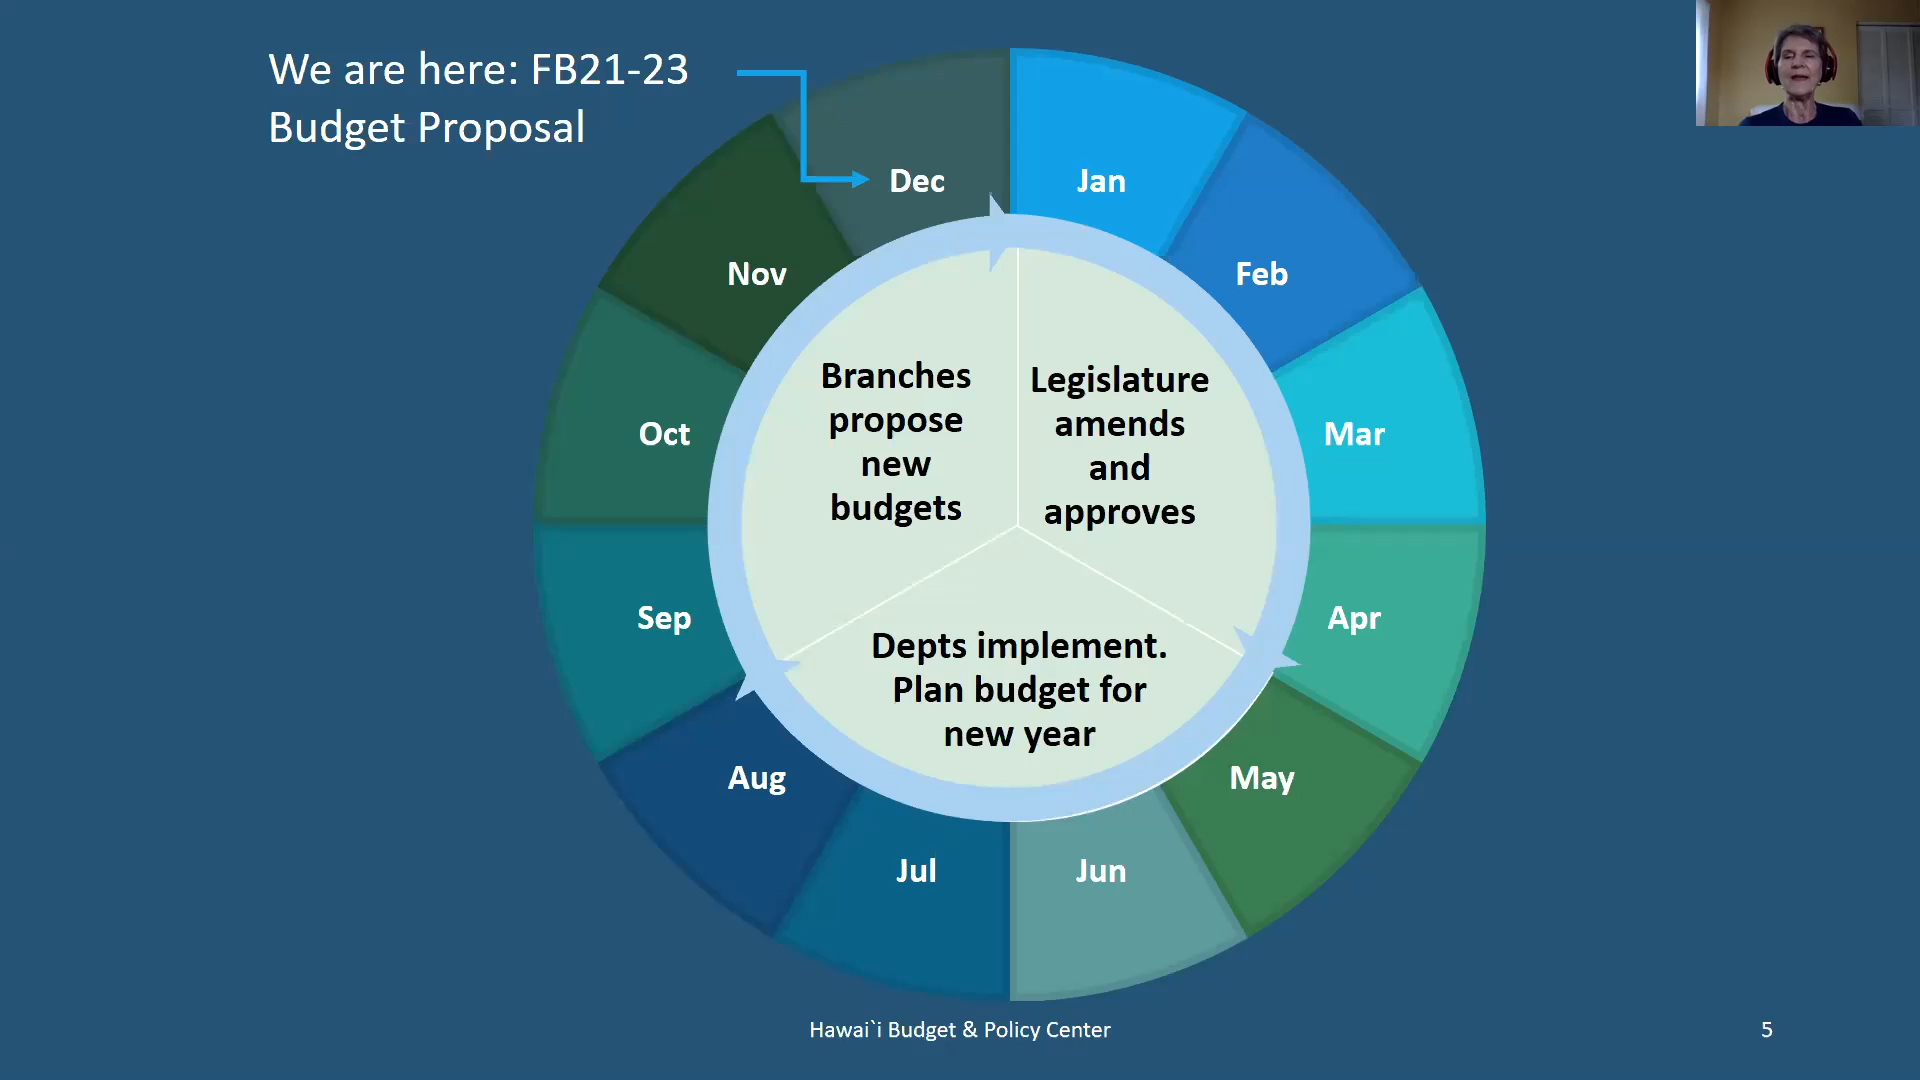 We are here: FB21-23
Budget Proposal
Dec
Jan
Nov
Feb
Branches
propose
new
budgets
Legislature
amends
and
approves
Oct
Mar
Sep
Apr
Depts implement.
Plan budget for
new year
Aug
May
Jul
Jun
Hawai`i Budget & Policy Center
5